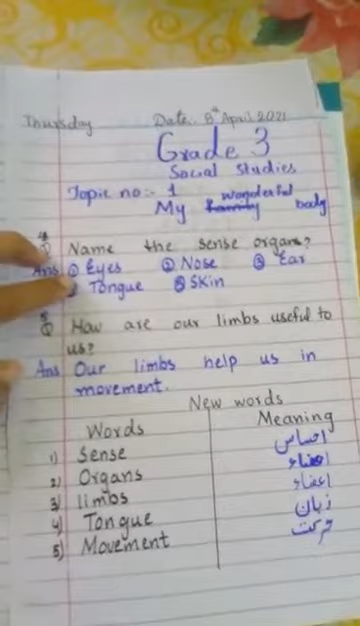 Thursday Date. 8th April 2021
Grade 3
Social Studies
Topic no:- 1
My wonderful body
Q Name the sense organs?
Ans ① Eyes ② Nose ③ Ear
Tongue ⑤ Skin
Q How are our limbs useful to
us?
Ans Our limbs help us in
movement.
New words
Words Meaning
1) Sense احساس
2) Organs اعضاء
3) limbs اعضاء
4) Tongue زبان
5) Movement حرکت